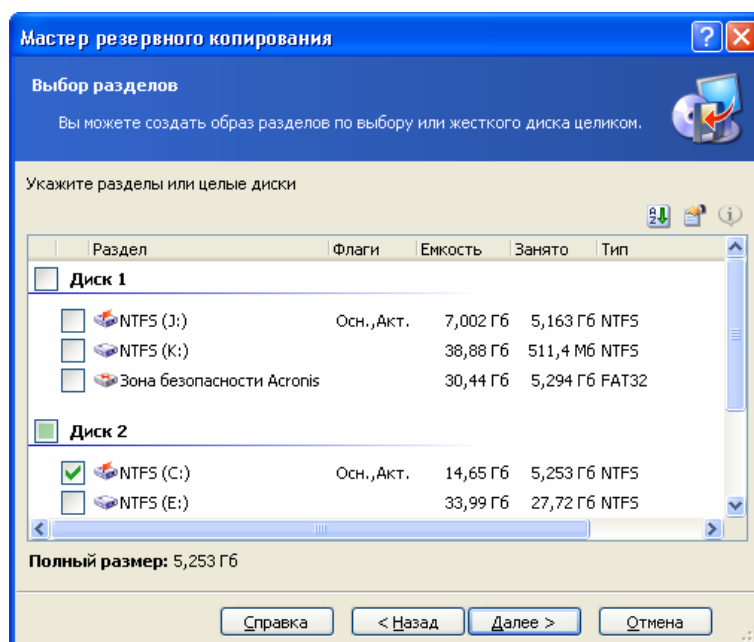 Мастер резервного копирования
Выбор разделов
Вы можете создать образ разделов по выбору или жесткого диска целиком.
Укажите разделы или целые диски
Раздел Флаги Емкость Занято Тип
Диск 1
NTFS (J:) Осн.,Акт. 7,002 Гб 5,163 Гб NTFS
NTFS (K:) 38,88 Гб 511,4 Мб NTFS
Зона безопасности Acronis 30,44 Гб 5,294 Гб FAT32
Диск 2
NTFS (C:) Осн.,Акт. 14,65 Гб 5,253 Гб NTFS
NTFS (E:) 33,99 Гб 27,72 Гб NTFS
Полный размер: 5,253 Гб
Справка < Назад Далее > Отмена